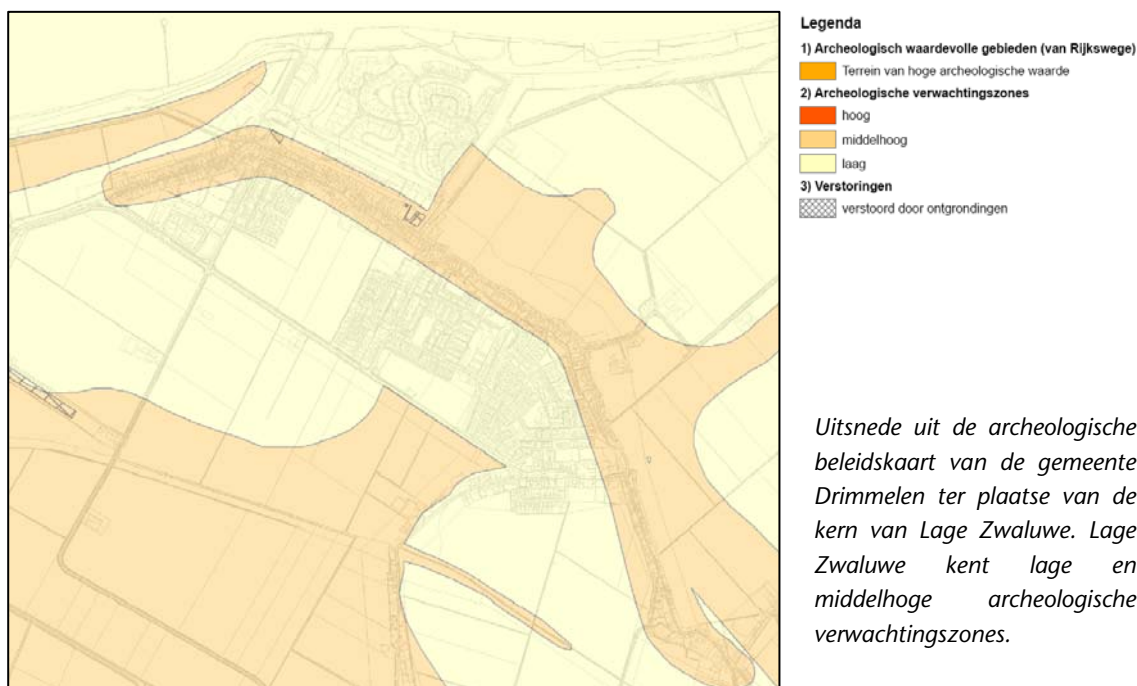 Legenda
1) Archeologisch waardevolle gebieden (van Rijkswege)
Terrein van hoge archeologische waarde
2) Archeologische verwachtingszones
hoog
middelhoog
laag
3) Verstoringen
verstoord door ontgrondingen
Uitsnede uit de archeologische
beleidskaart van de gemeente
Drimmelen ter plaatse van de
kern van Lage Zwaluwe. Lage
Zwaluwe kent lage en
middelhoge archeologische
verwachtingszones.